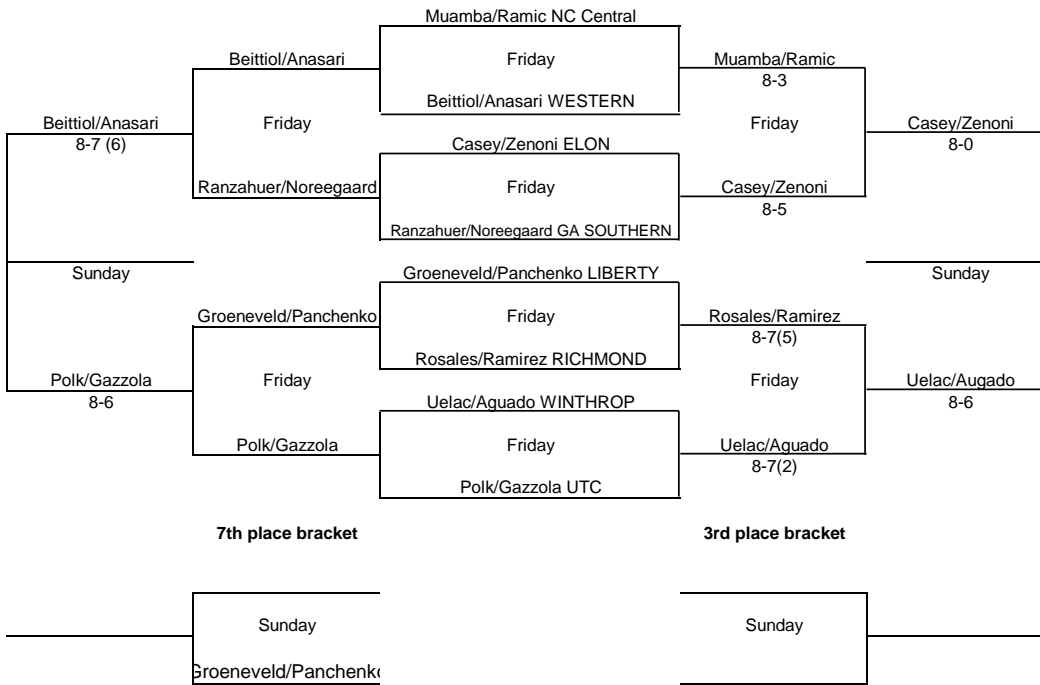 Muamba/Ramic NC Central
Beittiol/Anasari
Friday
Muamba/Ramic
8-3
Beittiol/Anasari WESTERN
Beittiol/Anasari
8-7 (6)
Friday
Friday
Casey/Zenoni
8-0
Casey/Zenoni ELON
Ranzahuer/Noreegaard
Friday
Casey/Zenoni
8-5
Ranzahuer/Noreegaard GA SOUTHERN
Sunday
Groeneveld/Panchenko LIBERTY
Sunday
Groeneveld/Panchenko
Friday
Rosales/Ramirez
8-7(5)
Rosales/Ramirez RICHMOND
Polk/Gazzola
8-6
Friday
Friday
Uelac/Augado
8-6
Uelac/Aguado WINTHROP
Polk/Gazzola
Friday
Uelac/Aguado
8-7(2)
Polk/Gazzola UTC
7th place bracket
3rd place bracket
Sunday
Sunday
Groeneveld/Panchenko